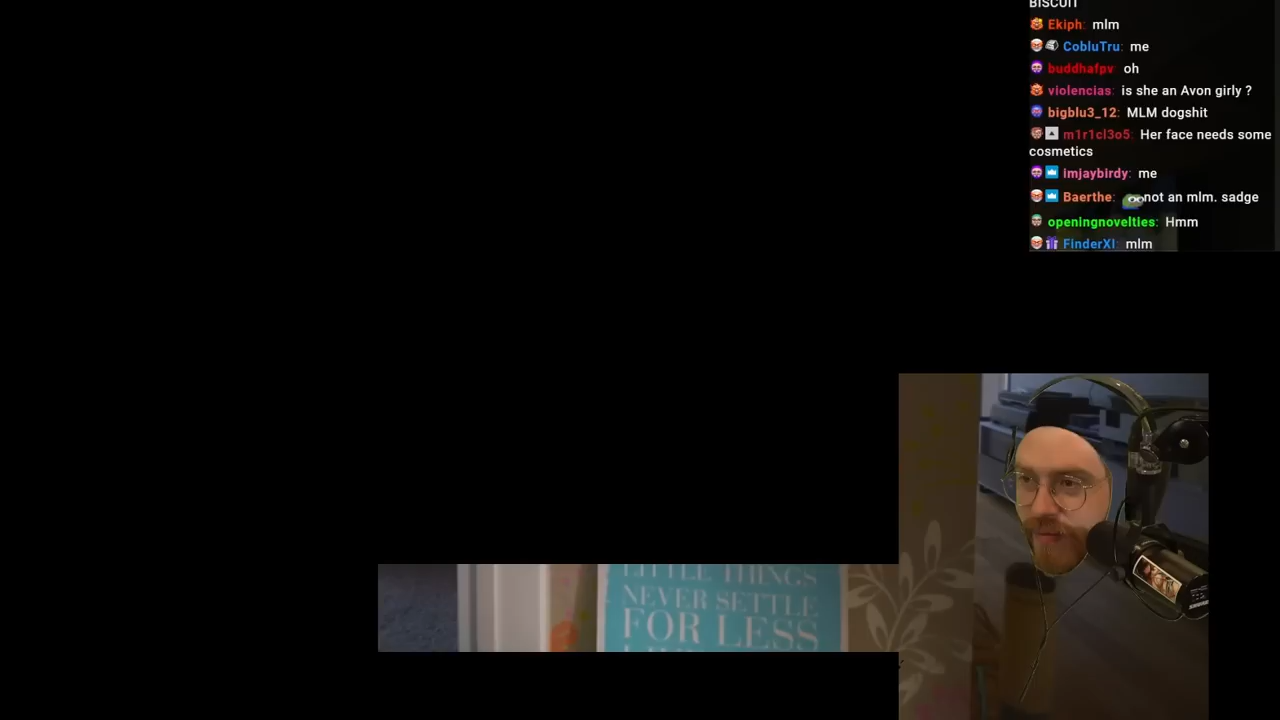 BISCUIT
Ekiph: mlm
CobluTru: me
buddhafpv: oh
violencias: is she an Avon girly ?
bigblu3_12: MLM dogshit
m1r1cl3o5: Her face needs some
cosmetics
imjaybirdy: me
Baerthe: not an mlm. sadge
openingnovelties: Hmm
FinderXI: mlm
LITTLE THINGS
NEVER SETTLE
FOR LESS
SHURE